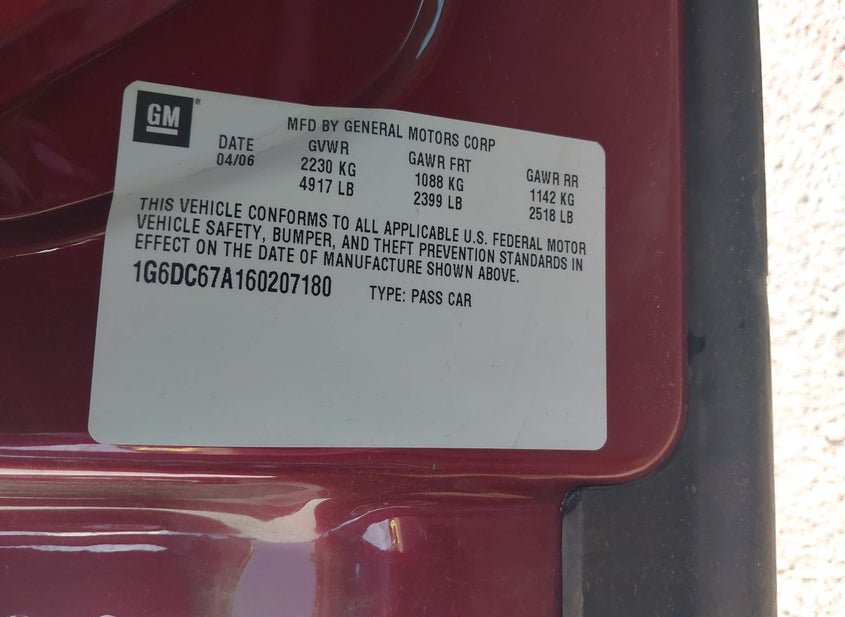 GM®
MFD BY GENERAL MOTORS CORP
DATE GVWR GAWR FRT GAWR RR
04/06 2230 KG 1088 KG 1142 KG
4917 LB 2399 LB 2518 LB
THIS VEHICLE CONFORMS TO ALL APPLICABLE U.S. FEDERAL MOTOR
VEHICLE SAFETY, BUMPER, AND THEFT PREVENTION STANDARDS IN
EFFECT ON THE DATE OF MANUFACTURE SHOWN ABOVE.
1G6DC67A160207180 TYPE: PASS CAR